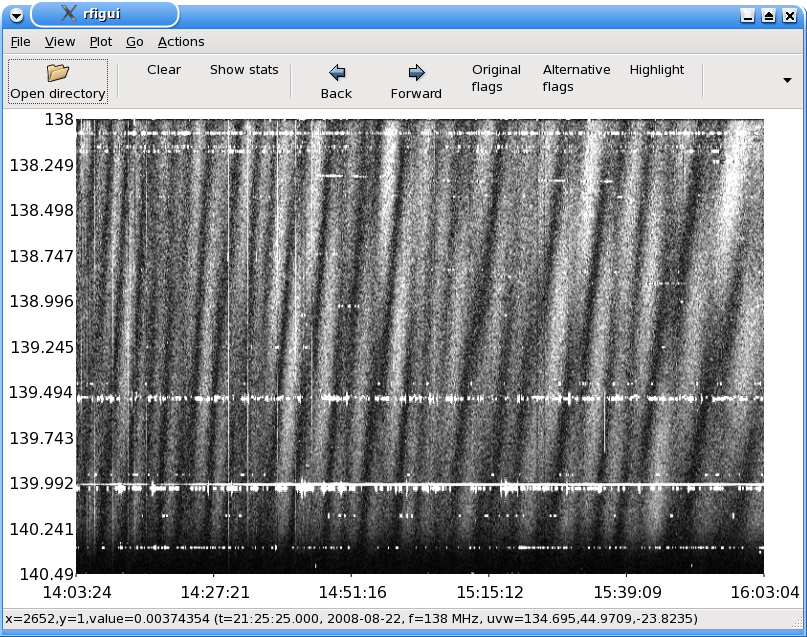 rfigui
File View Plot Go Actions
Open directory
Clear
Show stats
Back
Forward
Original
flags
Alternative
flags
Highlight
138
138.249
138.498
138.747
138.996
139.245
139.494
139.743
139.992
140.241
140.49
14:03:24 14:27:21 14:51:16 15:15:12 15:39:09 16:03:04
x=2652,y=1,value=0.00374354 (t=21:25:25.000, 2008-08-22, f=138 MHz, uvw=134.695,44.9709,-23.8235)